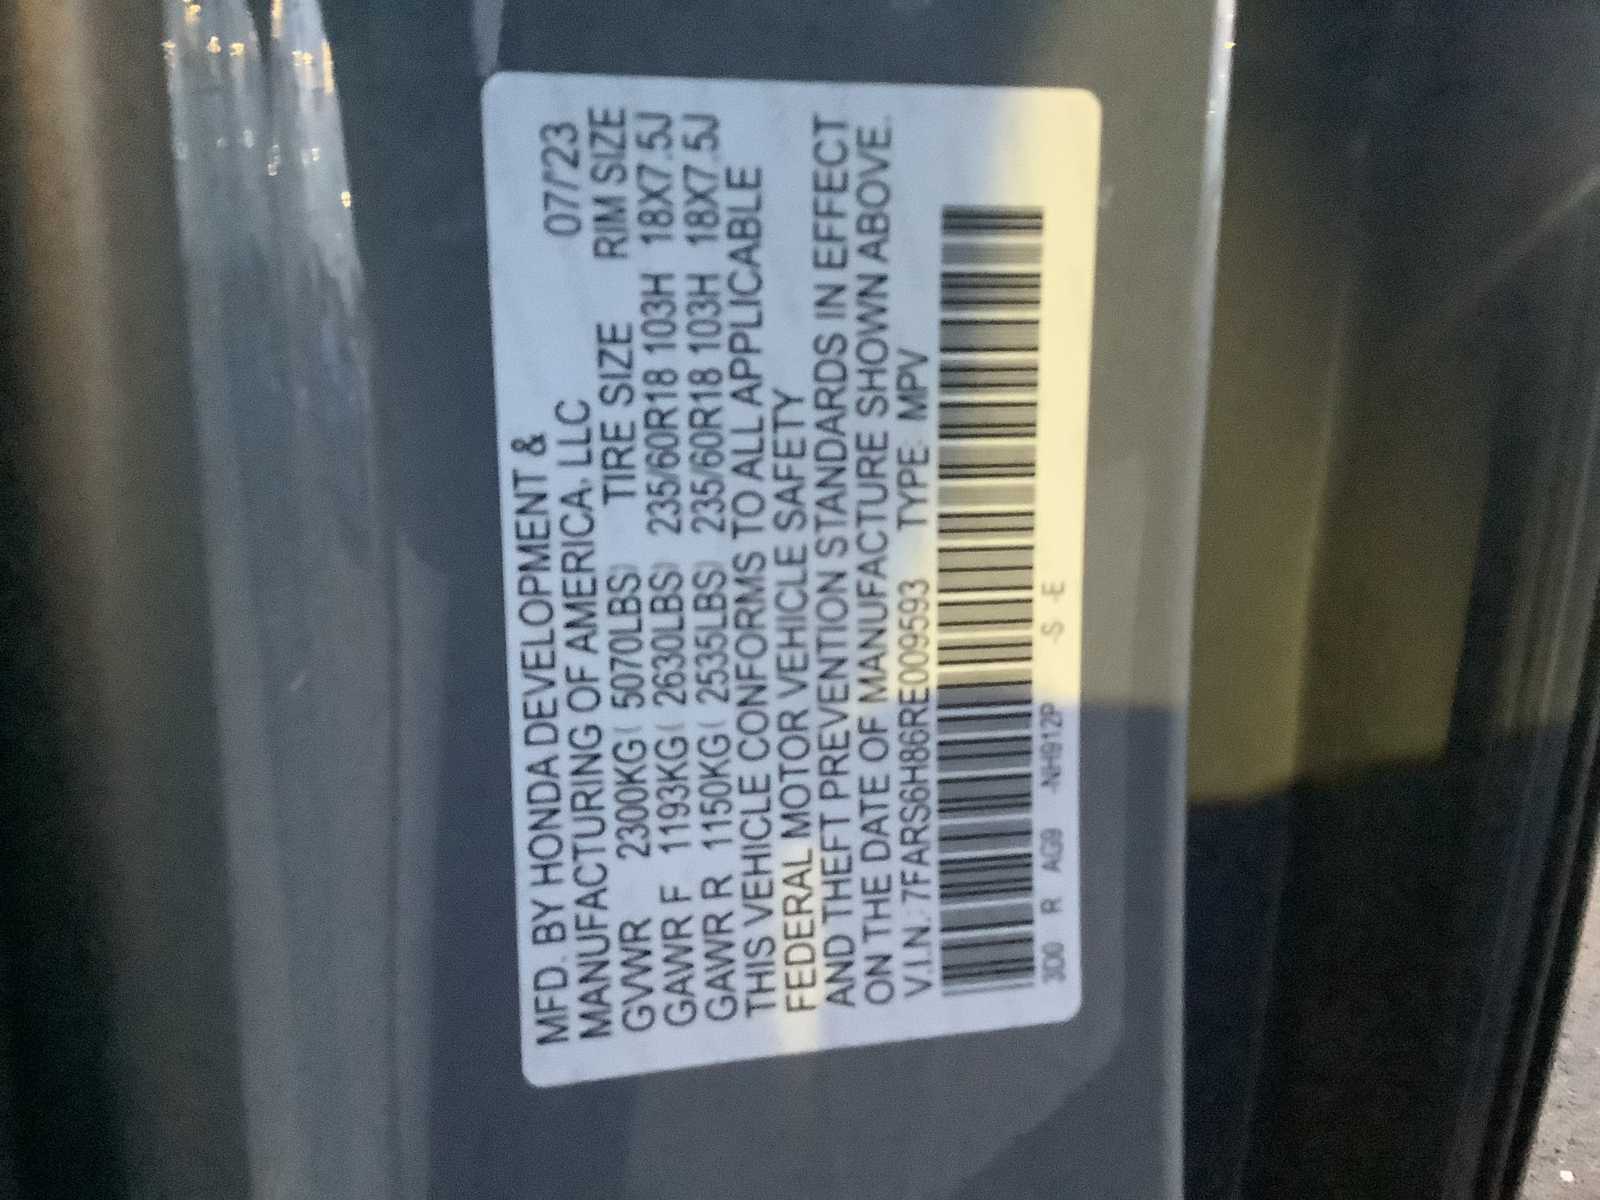 MFD. BY HONDA DEVELOPMENT & 07/23
MANUFACTURING OF AMERICA, LLC
TIRE SIZE RIM SIZE
GVWR 2300KG ( 5070LBS) 235/60R18 103H 18X7.5J
GAWR F 1193KG ( 2630LBS) 235/60R18 103H 18X7.5J
GAWR R 1150KG ( 2535LBS)
THIS VEHICLE CONFORMS TO ALL APPLICABLE
FEDERAL MOTOR VEHICLE SAFETY
AND THEFT PREVENTION STANDARDS IN EFFECT
ON THE DATE OF MANUFACTURE SHOWN ABOVE.
V.I.N.: 7FARS6H86RE009593 TYPE: MPV
3D0 R AG9 -NH912P -S -E